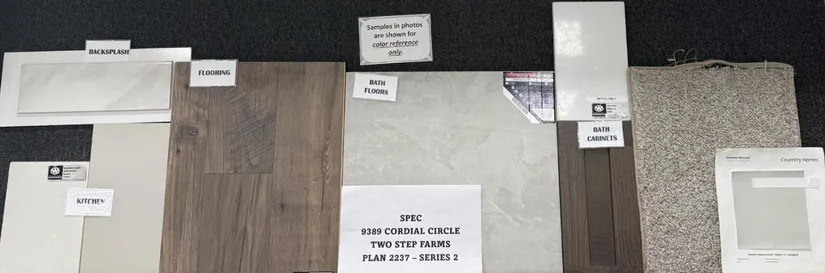 BACKSPLASH
FLOORING
Samples in photos
are shown for
color reference
only.
BATH
FLOORS
BATH
CABINETS
KITCHEN
SPEC
9389 CORDIAL CIRCLE
TWO STEP FARMS
PLAN 2237 – SERIES 2
Coventry Homes